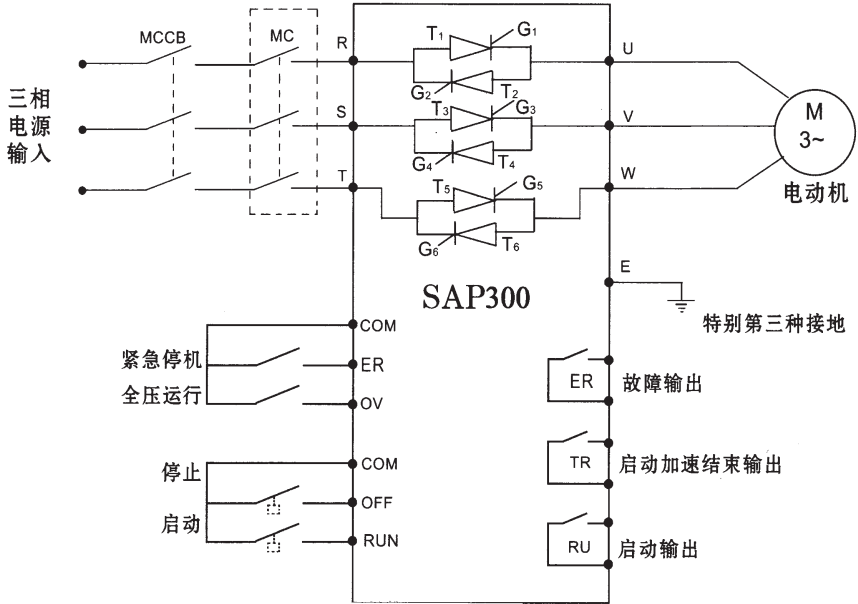 MCCB
MC
R
T1
G1
U
三相
电源
输入
G2
T2
S
T3
G3
V
M
3~
G4
T4
T
T5
G5
W
电动机
G6
T6
E
SAP300
特别第三种接地
COM
紧急停机
ER
全压运行
OV
ER
故障输出
COM
停止
OFF
启动
RUN
TR
启动加速结束输出
RU
启动输出